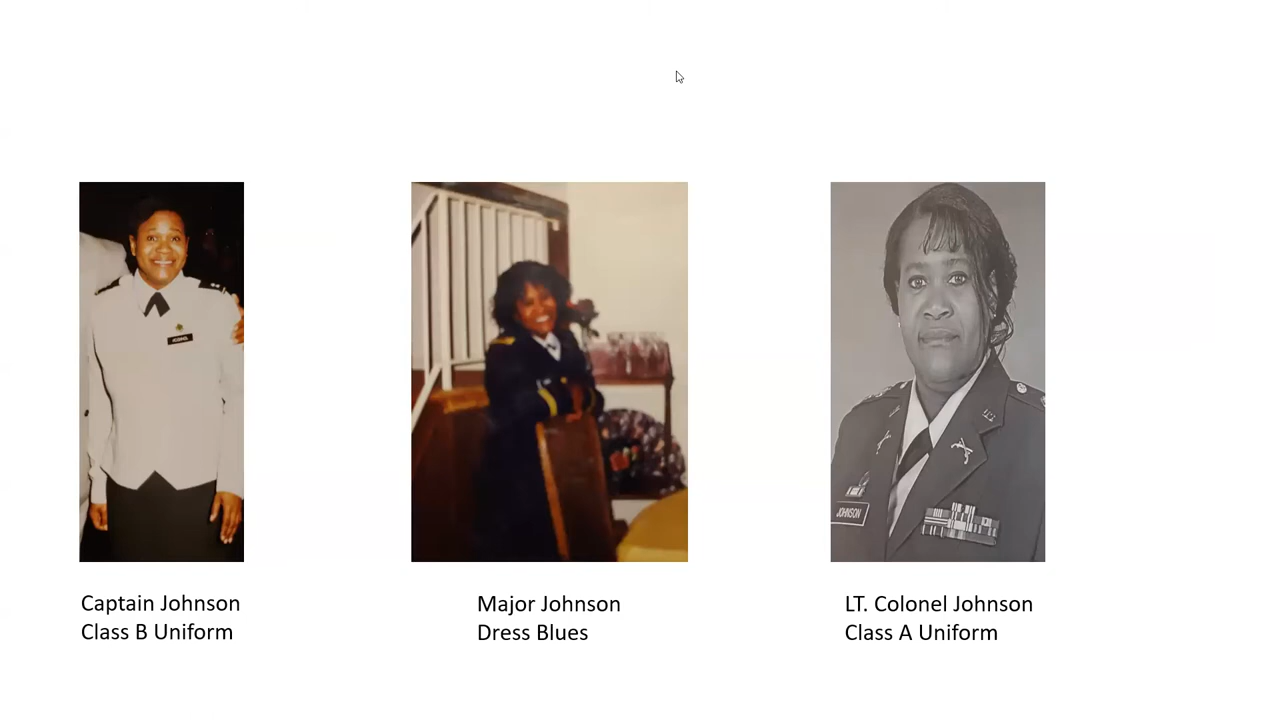 Captain Johnson
Class B Uniform
Major Johnson
Dress Blues
LT. Colonel Johnson
Class A Uniform
JOHNSON